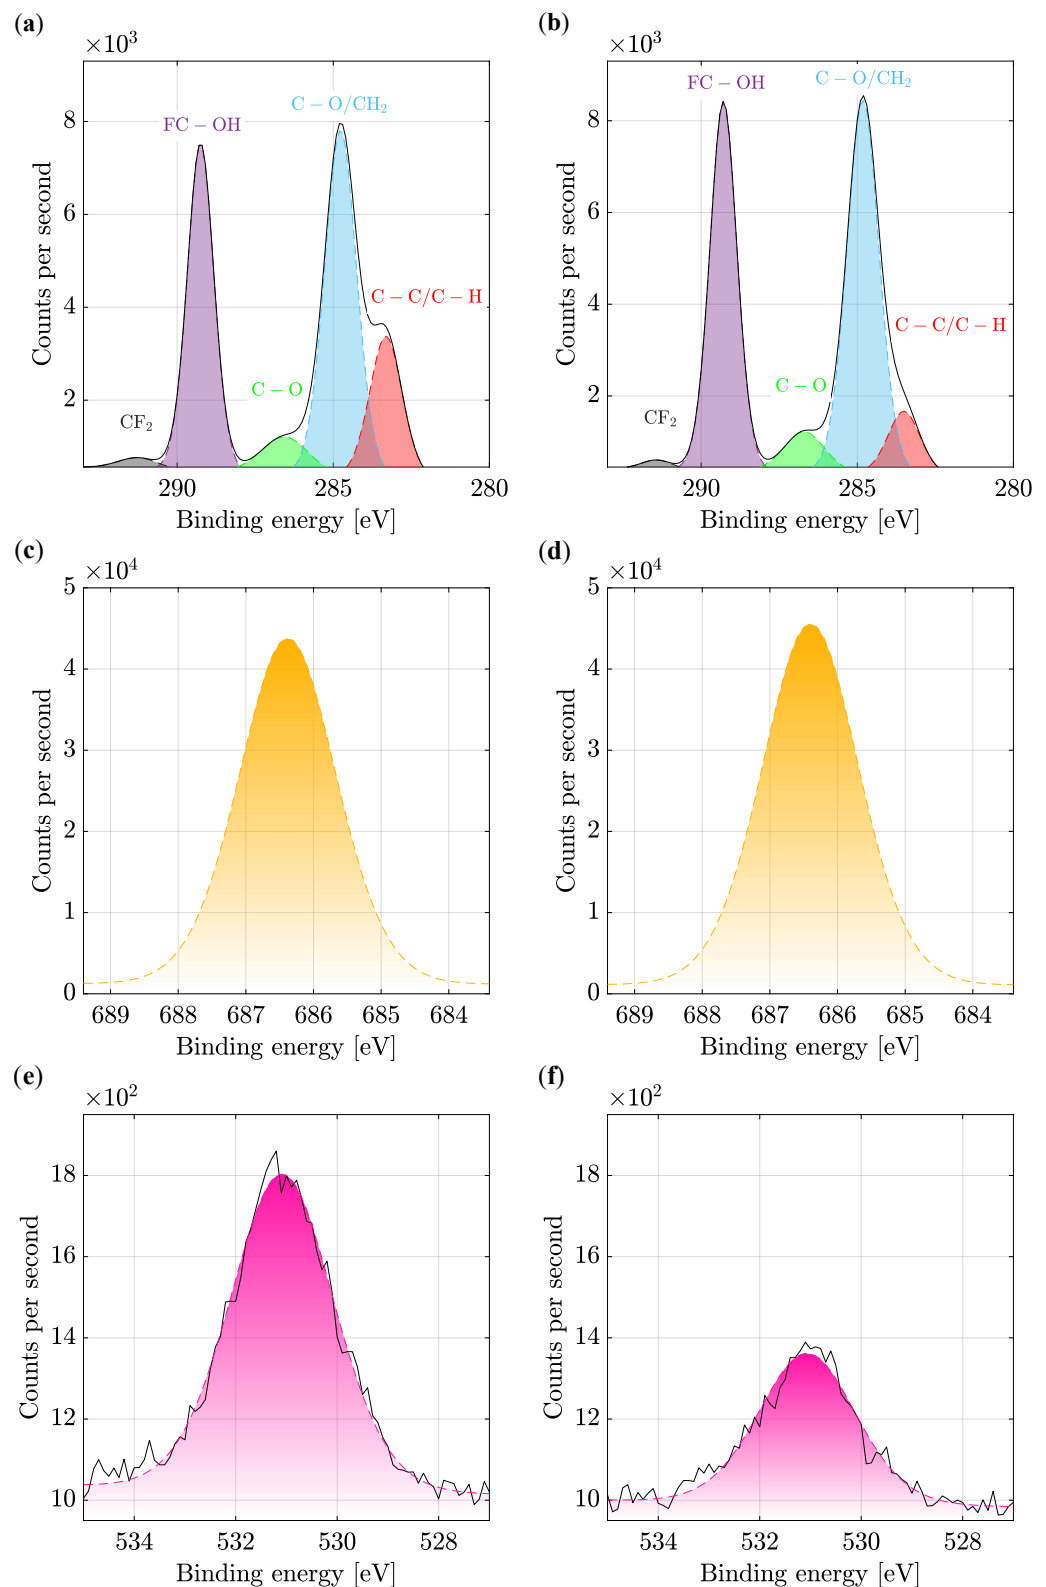 (a)
×10³
FC − OH
C − O/CH₂
C − C/C − H
C − O
CF₂
8
6
4
2
290
285
280
Counts per second
Binding energy [eV]
(b)
×10³
FC − OH
C − O/CH₂
C − C/C − H
C − O
CF₂
8
6
4
2
290
285
280
Counts per second
Binding energy [eV]
(c)
×10⁴
5
4
3
2
1
0
689 688 687 686 685 684
Counts per second
Binding energy [eV]
(d)
×10⁴
5
4
3
2
1
0
689 688 687 686 685 684
Counts per second
Binding energy [eV]
(e)
×10²
18
16
14
12
10
534 532 530 528
Counts per second
Binding energy [eV]
(f)
×10²
18
16
14
12
10
534 532 530 528
Counts per second
Binding energy [eV]